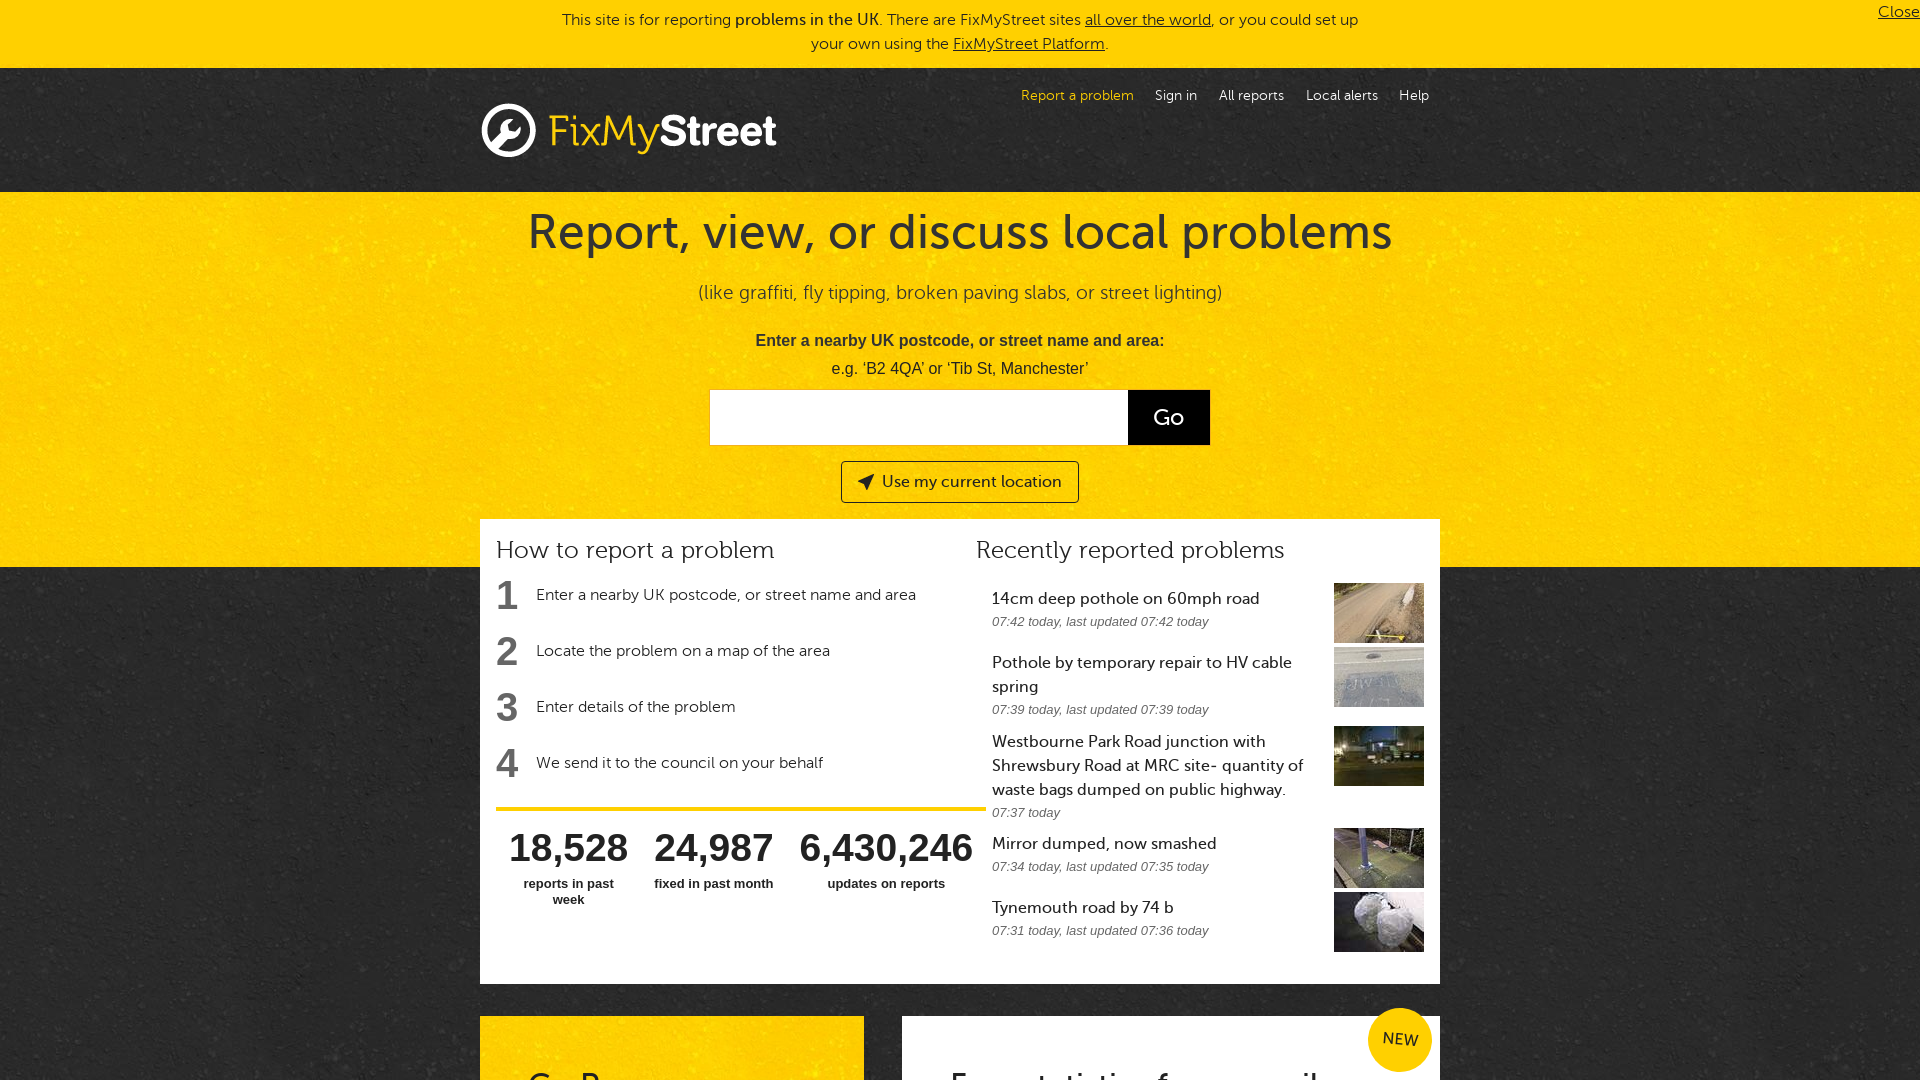 This site is for reporting problems in the UK. There are FixMyStreet sites all over the world, or you could set up
your own using the FixMyStreet Platform.
Close
Report a problem
Sign in
All reports
Local alerts
Help
FixMyStreet
Report, view, or discuss local problems
(like graffiti, fly tipping, broken paving slabs, or street lighting)
Enter a nearby UK postcode, or street name and area:
e.g. ‘B2 4QA’ or ‘Tib St, Manchester’
Go
Use my current location
How to report a problem
1 Enter a nearby UK postcode, or street name and area
2 Locate the problem on a map of the area
3 Enter details of the problem
4 We send it to the council on your behalf
18,528
reports in past
week
24,987
fixed in past month
6,430,246
updates on reports
Recently reported problems
14cm deep pothole on 60mph road
07:42 today, last updated 07:42 today
Pothole by temporary repair to HV cable
spring
07:39 today, last updated 07:39 today
Westbourne Park Road junction with
Shrewsbury Road at MRC site- quantity of
waste bags dumped on public highway.
07:37 today
Mirror dumped, now smashed
07:34 today, last updated 07:35 today
Tynemouth road by 74 b
07:31 today, last updated 07:36 today
NEW